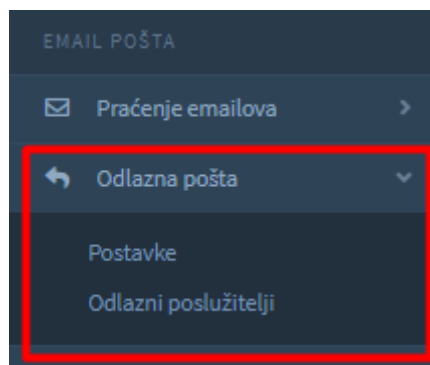 EMAIL POŠTA
Praćenje emailova
Odlazna pošta
Postavke
Odlazni poslužitelji